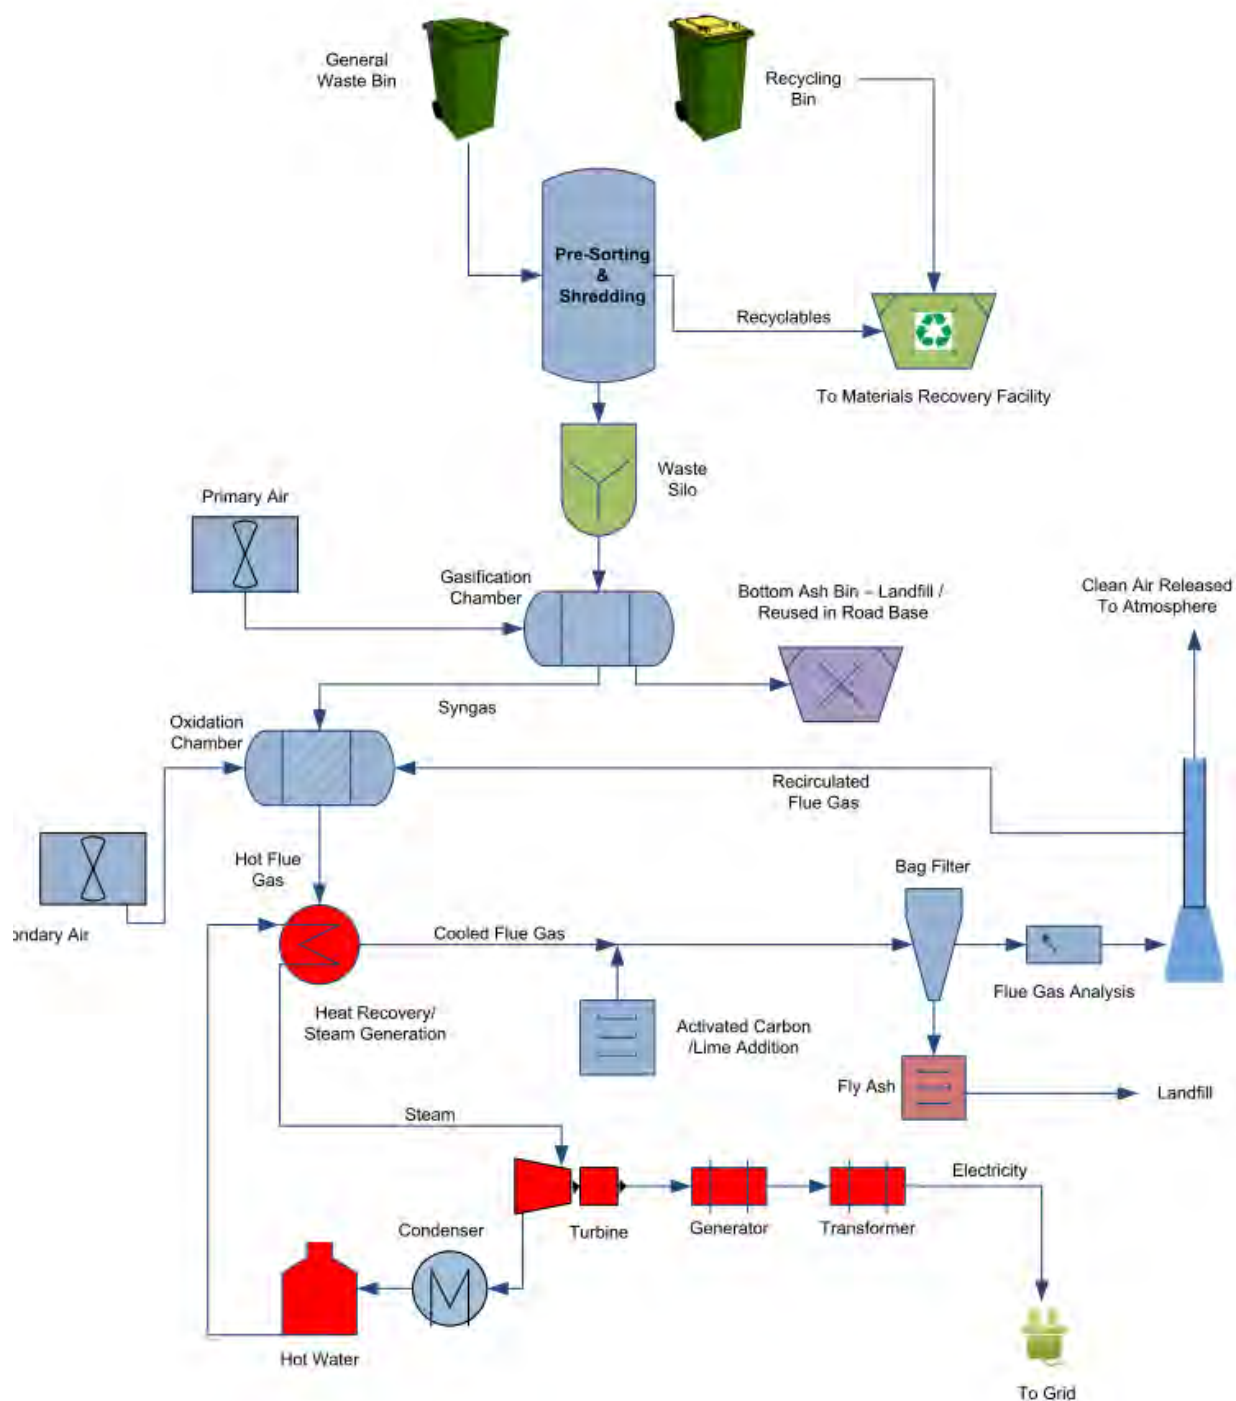 General
Waste Bin
Recycling
Bin
Pre-Sorting
&
Shredding
Recyclables
To Materials Recovery Facility
Waste
Silo
Primary Air
Gasification
Chamber
Bottom Ash Bin – Landfill /
Reused in Road Base
Clean Air Released
To Atmosphere
Syngas
Oxidation
Chamber
Recirculated
Flue Gas
Hot Flue
Gas
Bag Filter
ondary Air
Cooled Flue Gas
Flue Gas Analysis
Heat Recovery/
Steam Generation
Activated Carbon
/Lime Addition
Fly Ash
Landfill
Steam
Electricity
Condenser
Turbine
Generator
Transformer
Hot Water
To Grid